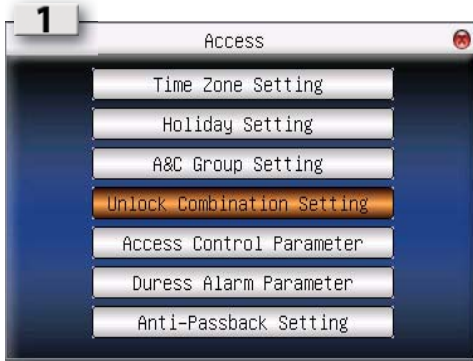 1
Access
Time Zone Setting
Holiday Setting
A&C Group Setting
Unlock Combination Setting
Access Control Parameter
Duress Alarm Parameter
Anti-Passback Setting